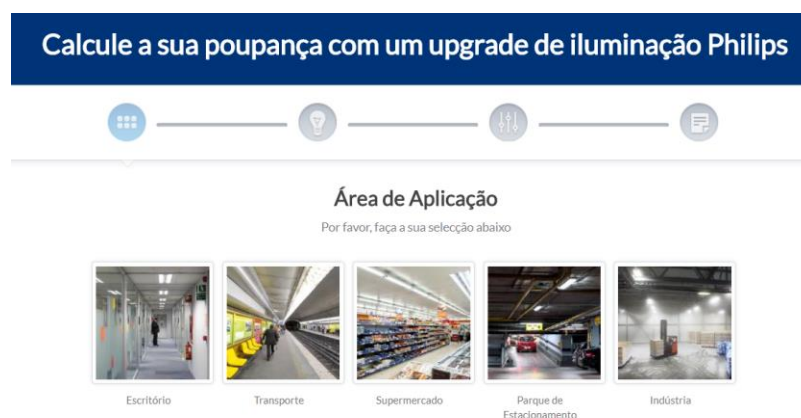 Calcule a sua poupança com um upgrade de iluminação Philips
Área de Aplicação
Por favor, faça a sua selecção abaixo
Escritório
Transporte
Supermercado
Parque de
Estacionamento
Indústria